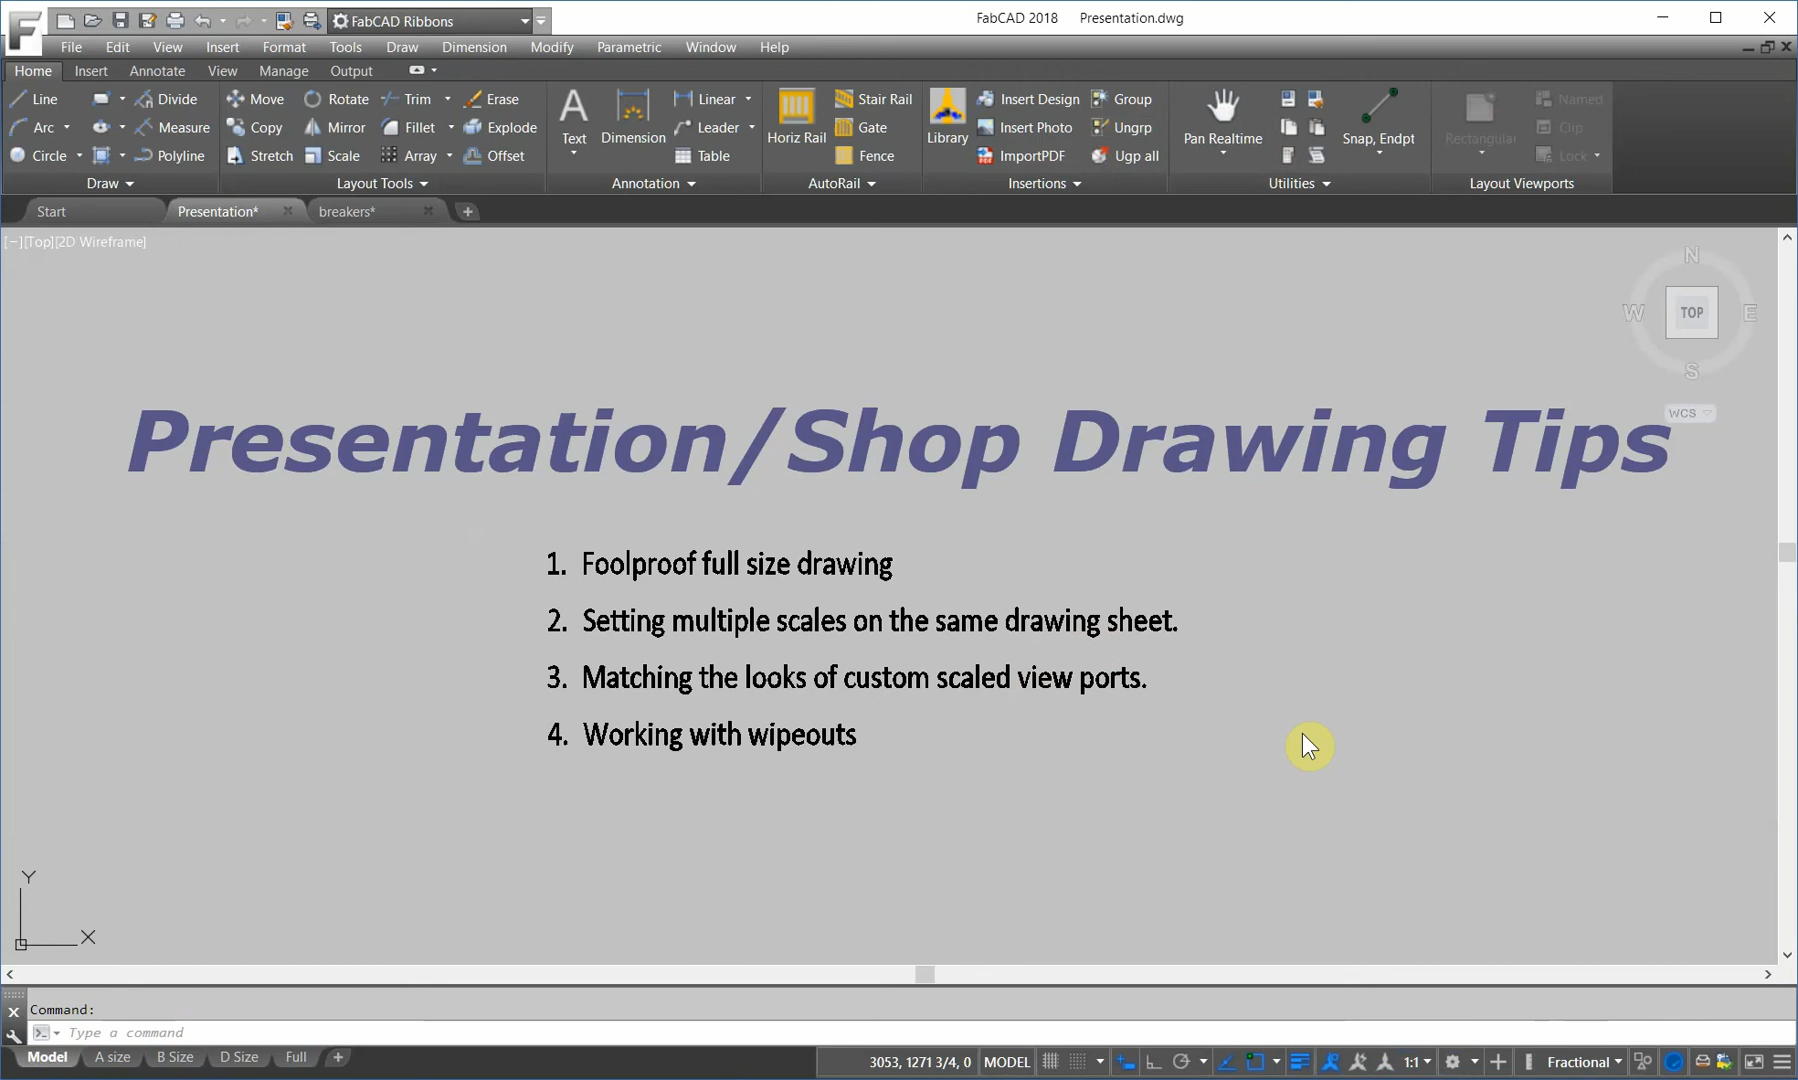 FabCAD Ribbons FabCAD 2018 Presentation.dwg
File Edit View Insert Format Tools Draw Dimension Modify Parametric Window Help
Home Insert Annotate View Manage Output
Line Divide Move Rotate Trim Erase Linear Stair Rail Insert Design Group Named
Arc Measure Copy Mirror Fillet Explode Text Dimension Leader Horiz Rail Gate Library Insert Photo Ungrp Pan Realtime Snap, Endpt Rectangular Clip
Circle Polyline Stretch Scale Array Offset Table Fence ImportPDF Ugp all Lock
Draw Layout Tools Annotation AutoRail Insertions Utilities Layout Viewports
Start Presentation* breakers*
[−][Top][2D Wireframe]
N
W TOP E
S
WCS
Presentation/Shop Drawing Tips
1. Foolproof full size drawing
2. Setting multiple scales on the same drawing sheet.
3. Matching the looks of custom scaled view ports.
4. Working with wipeouts
Y
X
Command:
Type a command
Model A size B Size D Size Full +
3053, 1271 3/4, 0 MODEL 1:1 Fractional